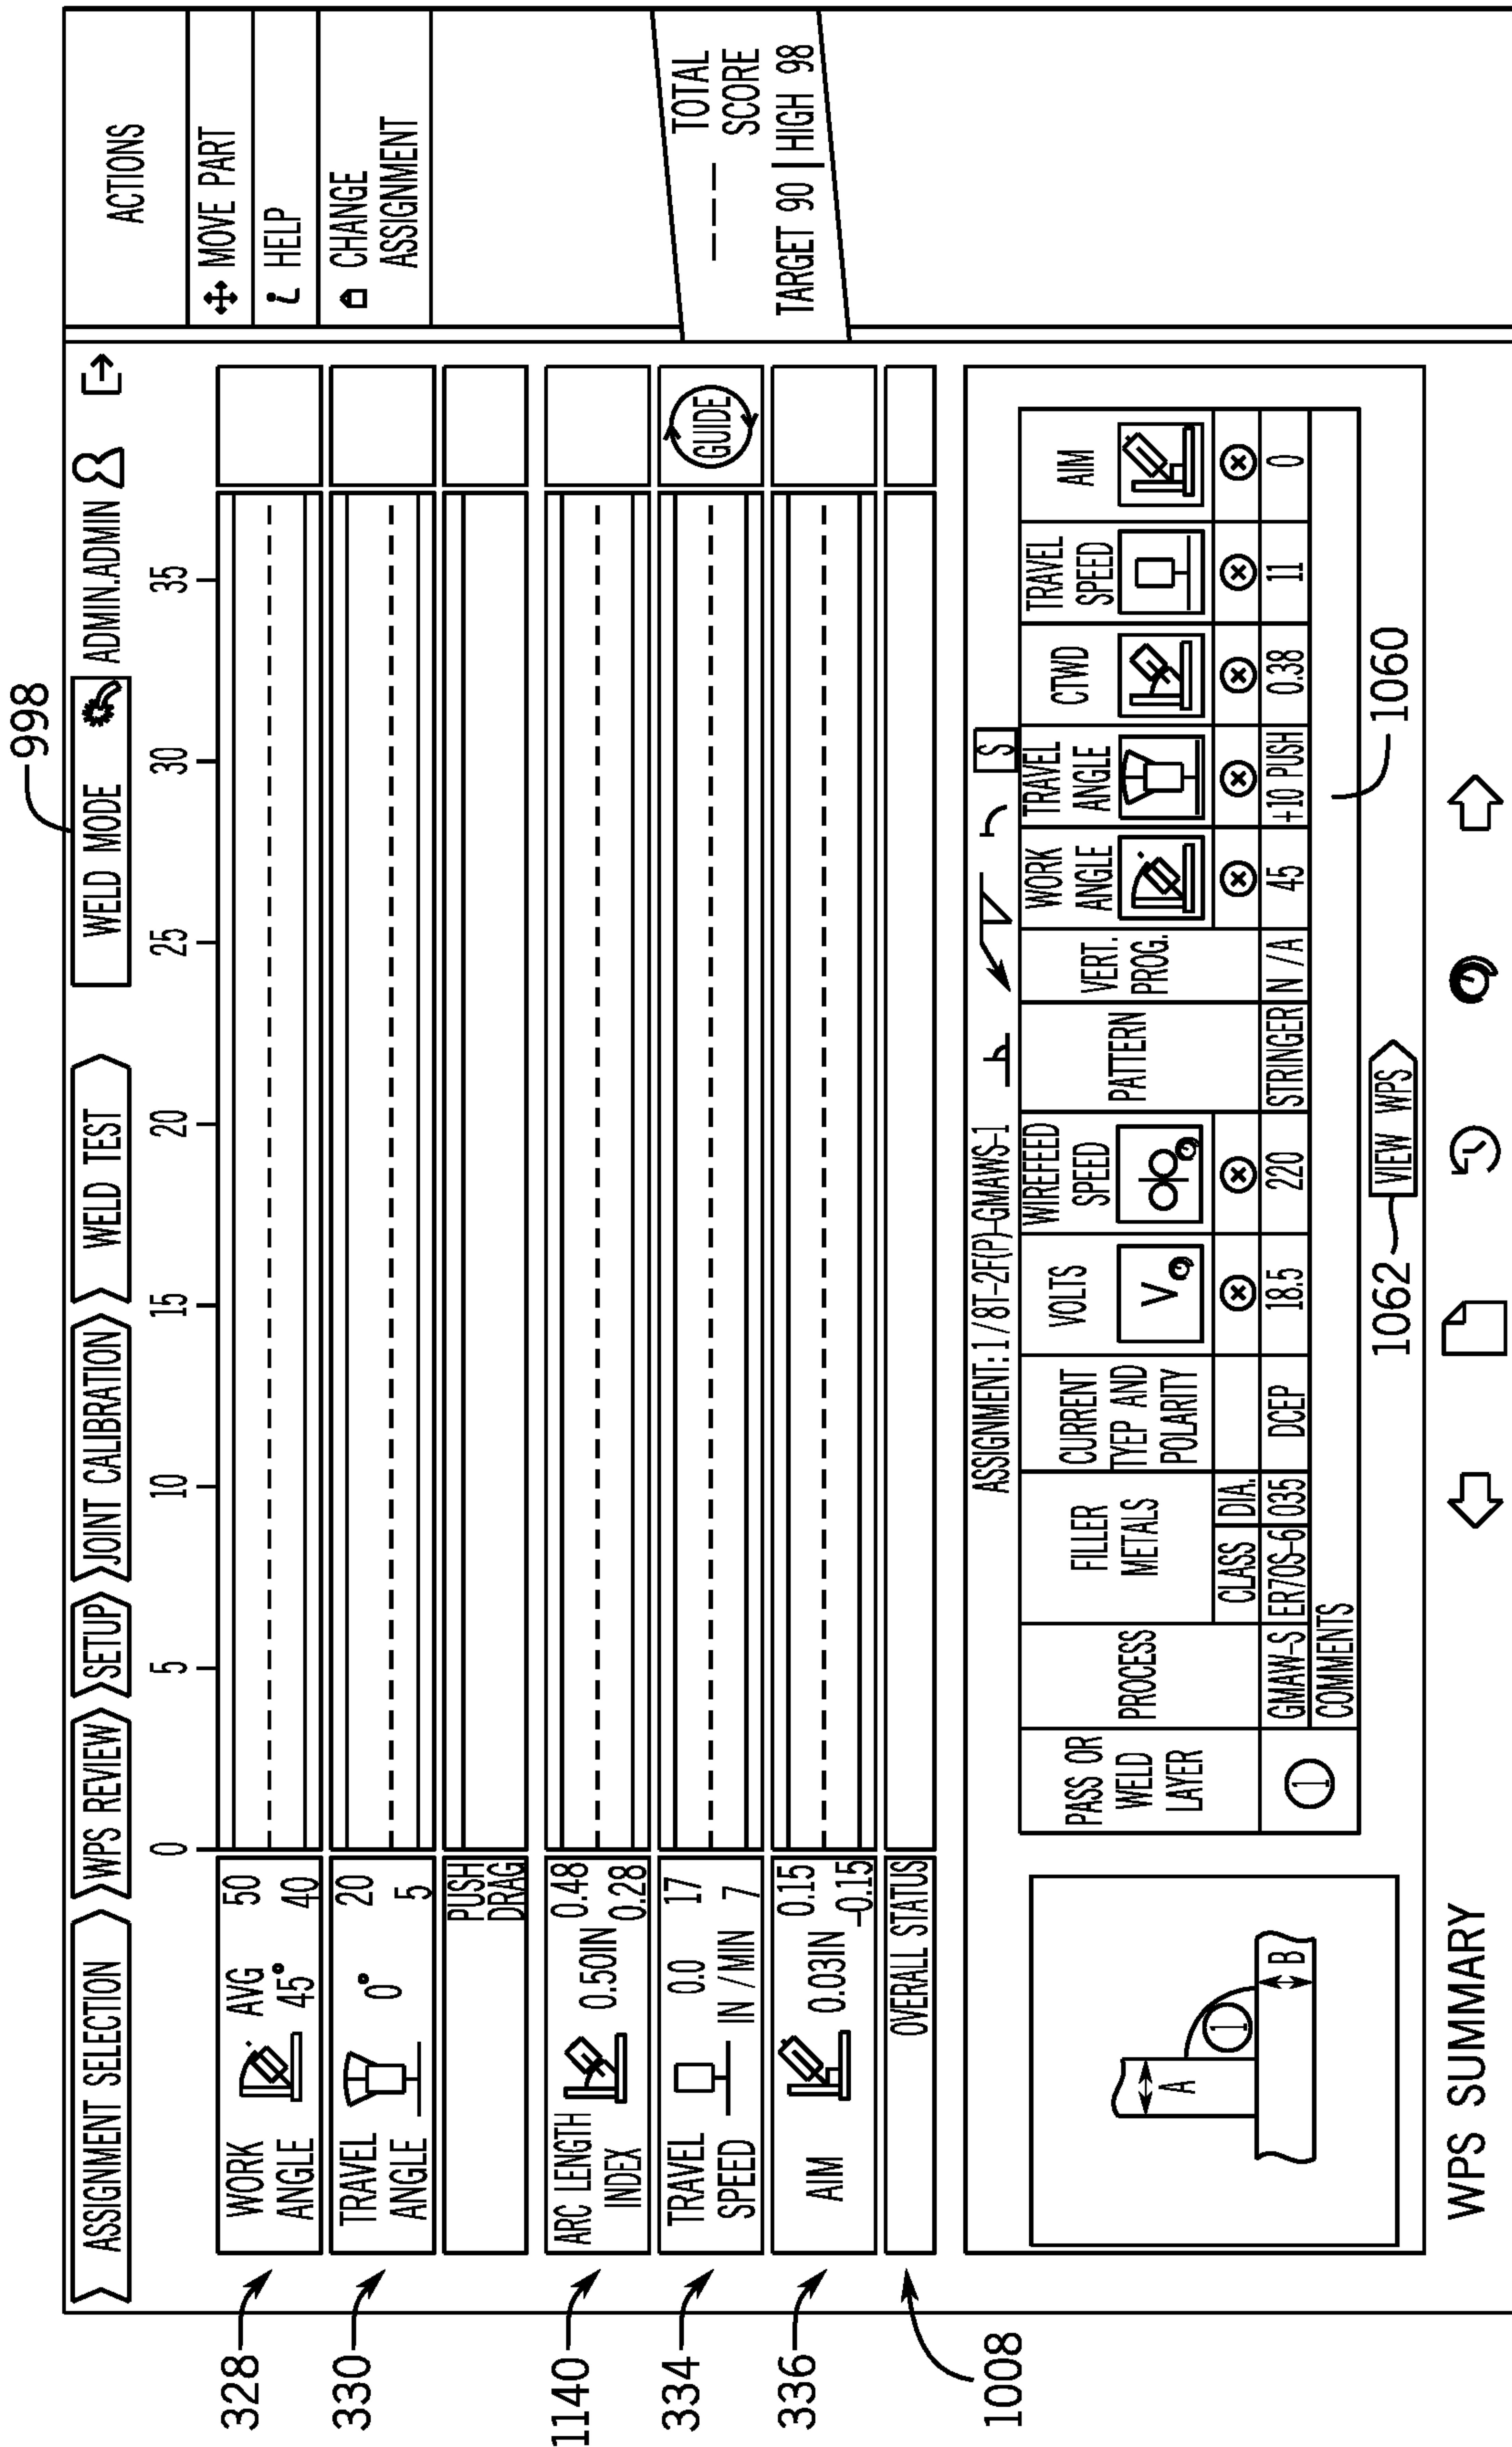 998
ASSIGNMENT SELECTION
WPS REVIEW
SETUP
JOINT CALIBRATION
WELD TEST
WELD MODE
ADMIN.ADMIN
ACTIONS
MOVE PART
i HELP
CHANGE
ASSIGNMENT
0 5 10 15 20 25 30 35
328
WORK
ANGLE
AVG
45°
50
40
330
TRAVEL
ANGLE
0°
20
5
PUSH
DRAG
1140
ARC LENGTH
INDEX
0.50IN
0.48
0.28
334
TRAVEL
SPEED
0.0
IN / MIN
17
7
GUIDE
336
AIM
0.03IN
0.15
-0.15
1008
OVERALL STATUS
--- TOTAL
SCORE
TARGET 90 | HIGH 98
ASSIGNMENT: 1 / 8T-2F(P)-GMAWS-1
S
PASS OR
WELD
LAYER
PROCESS
FILLER
METALS
CLASS
DIA.
CURRENT
TYEP AND
POLARITY
VOLTS
V
WIREFEED
SPEED
PATTERN
VERT.
PROG.
WORK
ANGLE
TRAVEL
ANGLE
CTWD
TRAVEL
SPEED
AIM
1 GMAW-S ER70S-6 035 DCEP 18.5 220 STRINGER N / A 45 +10 PUSH 0.38 11 0
COMMENTS
A
1
B
1060
1062
VIEW WPS
WPS SUMMARY